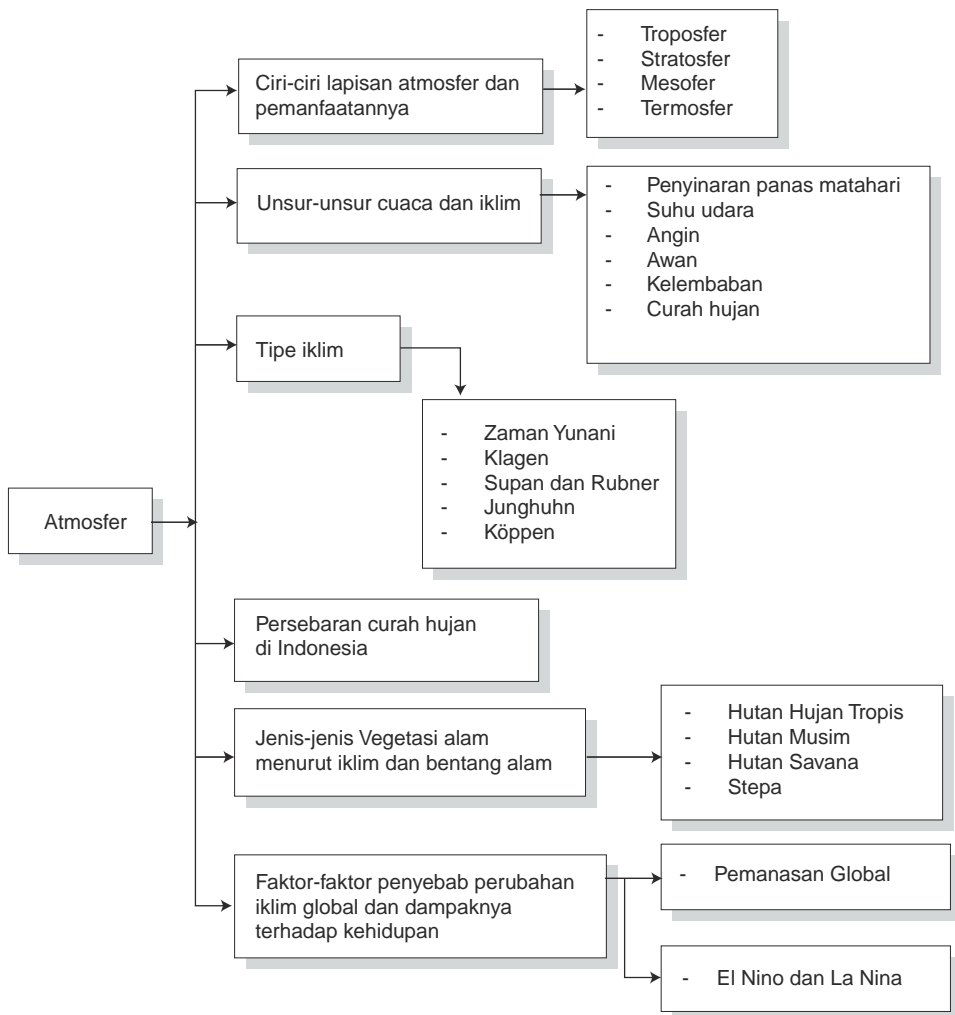 Ciri-ciri lapisan atmosfer dan
pemanfaatannya
- Troposfer
- Stratosfer
- Mesofer
- Termosfer
Unsur-unsur cuaca dan iklim
- Penyinaran panas matahari
- Suhu udara
- Angin
- Awan
- Kelembaban
- Curah hujan
Tipe iklim
- Zaman Yunani
- Klagen
- Supan dan Rubner
- Junghuhn
- Köppen
Atmosfer
Persebaran curah hujan
di Indonesia
Jenis-jenis Vegetasi alam
menurut iklim dan bentang alam
- Hutan Hujan Tropis
- Hutan Musim
- Hutan Savana
- Stepa
Faktor-faktor penyebab perubahan
iklim global dan dampaknya
terhadap kehidupan
- Pemanasan Global
- El Nino dan La Nina